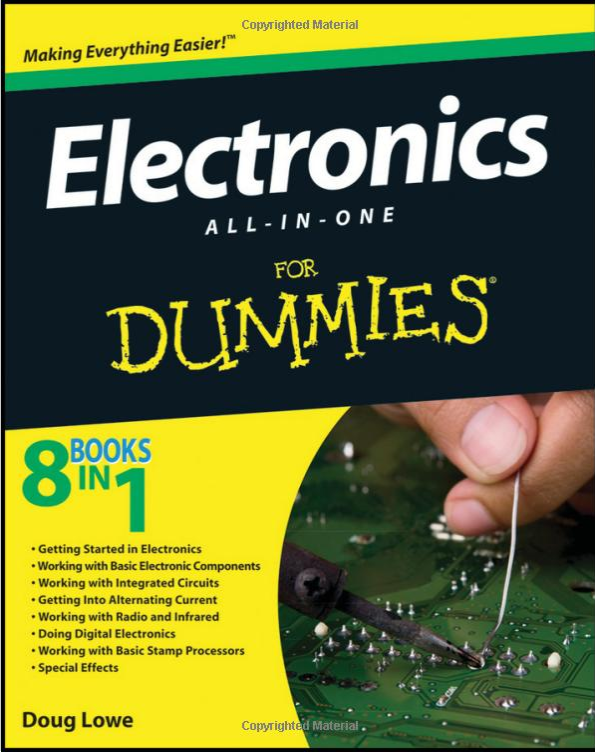 Copyrighted Material
Making Everything Easier!™
Electronics
ALL-IN-ONE
FOR
DUMMIES®
8 BOOKS
IN 1
• Getting Started in Electronics
• Working with Basic Electronic Components
• Working with Integrated Circuits
• Getting Into Alternating Current
• Working with Radio and Infrared
• Doing Digital Electronics
• Working with Basic Stamp Processors
• Special Effects
Doug Lowe
Copyrighted Material